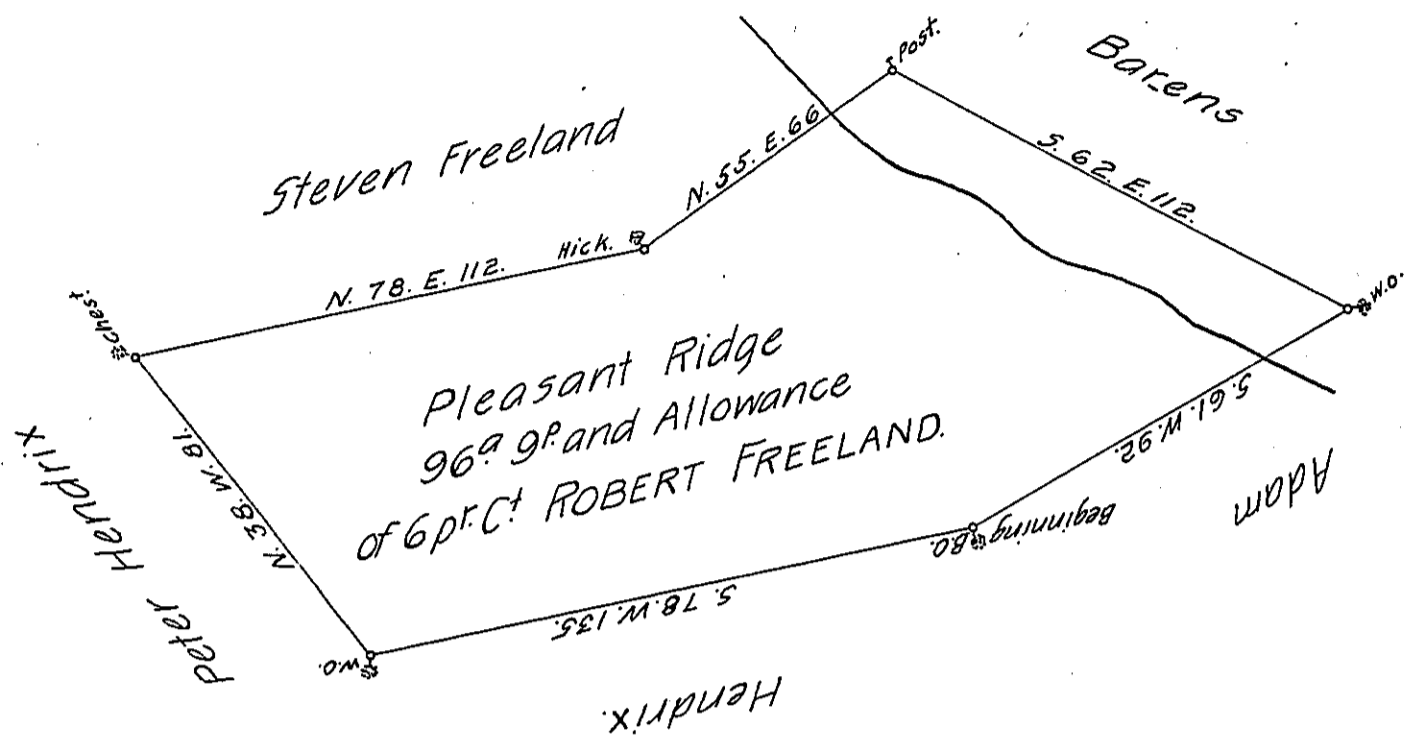 Post.
Barens
Steven Freeland
N. 55. E. 66
S. 62. E. 112.
Hick.
N. 78. E. 112.
Chest.
W.O.
Pleasant Ridge
96a 9p. and Allowance
of 6 pr. Ct ROBERT FREELAND.
S. 61. W. 92.
Adam
Beginning
B.O.
Peter Hendrix
N. 38. W. 81.
S. 78. W. 135.
W.O.
Hendrix.